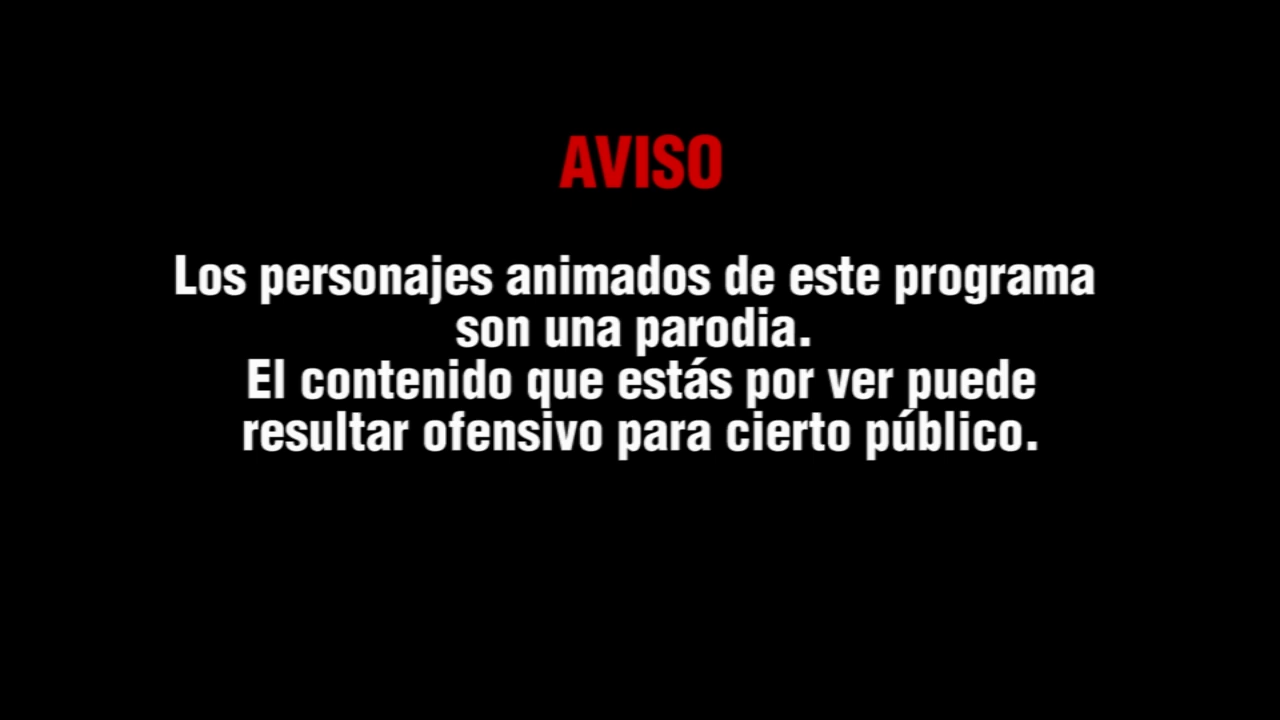 AVISO
Los personajes animados de este programa
son una parodia.
El contenido que estás por ver puede
resultar ofensivo para cierto público.